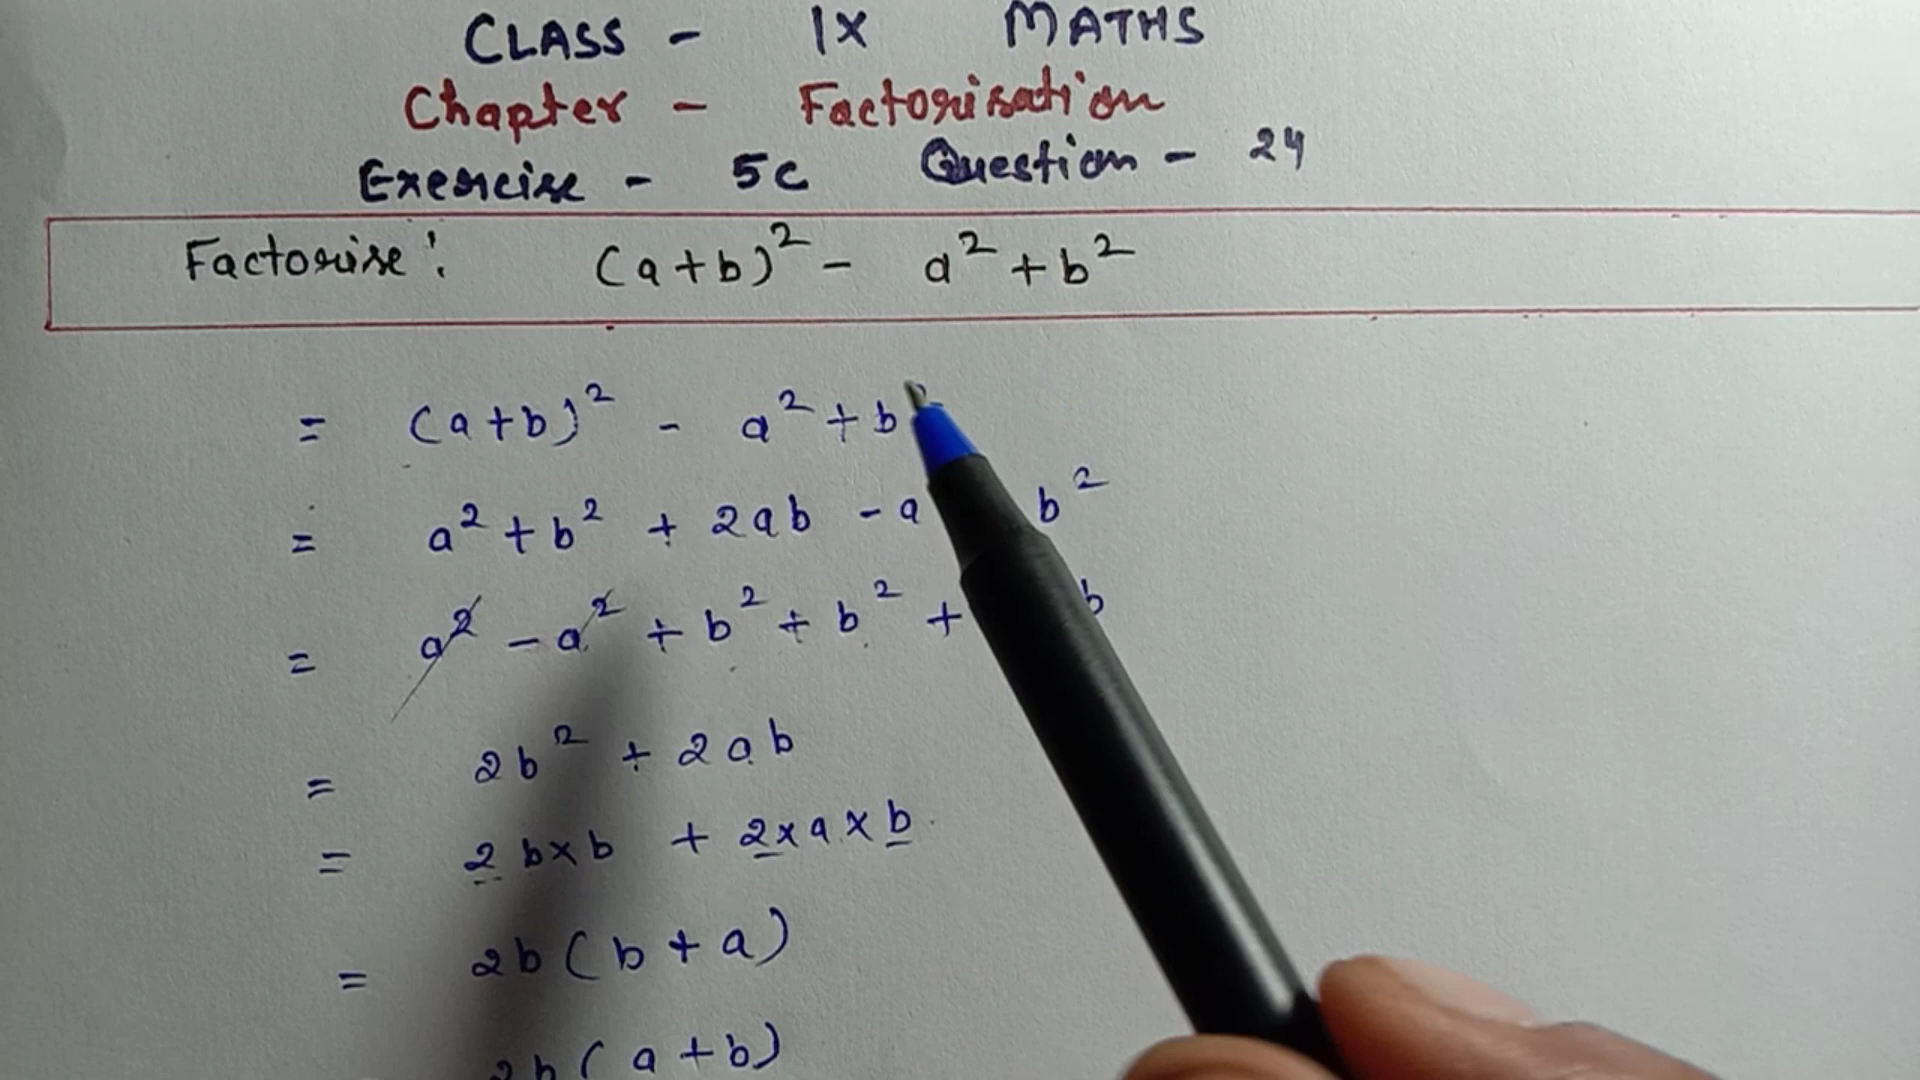 CLASS - IX MATHS
Chapter - Factorisation
Exercise - 5C Question - 24
Factorise : (a+b)² - a² + b²
= (a+b)² - a² + b
= a² + b² + 2ab - a b²
= a² - a² + b² + b² + b
= 2b² + 2ab
= 2 b×b + 2×a×b
= 2b (b + a)
2b (a + b)